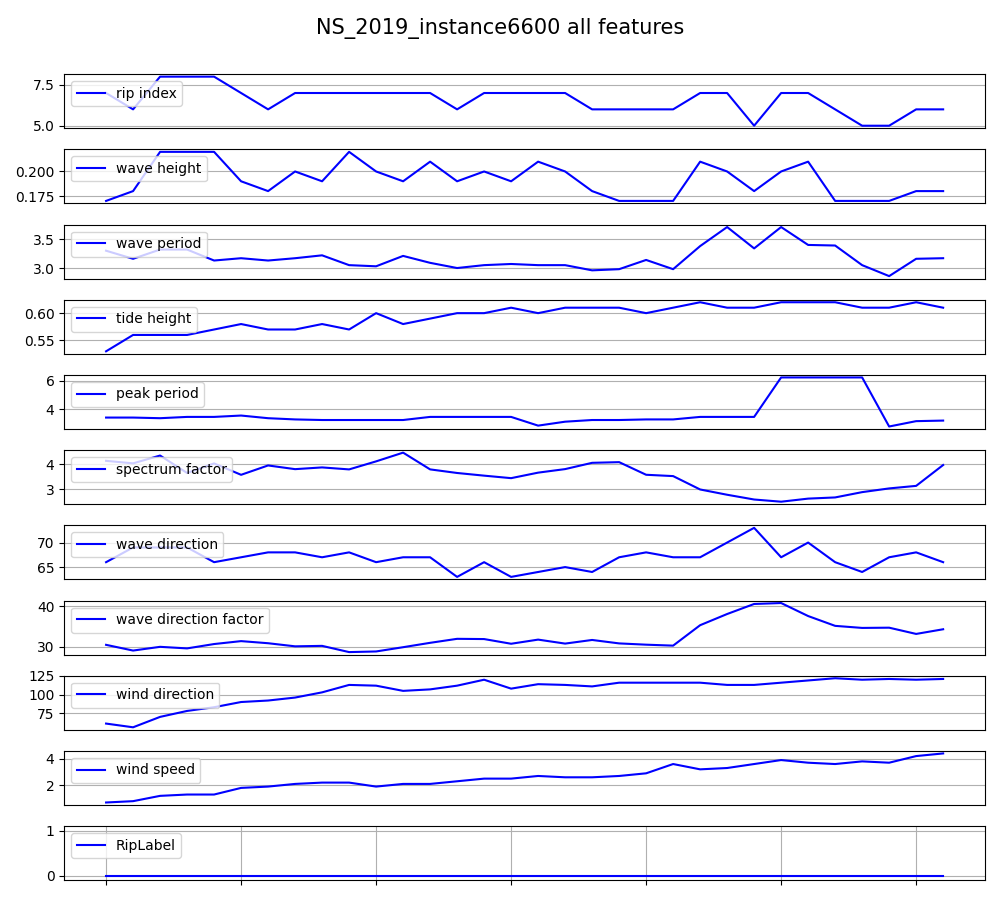 NS_2019_instance6600 all features
7.5
5.0
rip index
0.200
0.175
wave height
3.5
3.0
wave period
0.60
0.55
tide height
6
4
peak period
4
3
spectrum factor
70
65
wave direction
40
30
wave direction factor
125
100
75
wind direction
4
2
wind speed
1
0
RipLabel